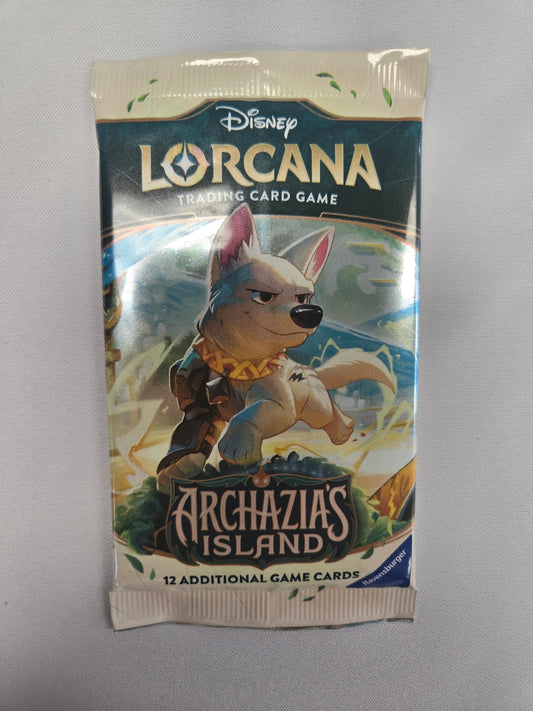 Disney
LORCANA
TRADING CARD GAME
ARCHAZIA'S
ISLAND
12 ADDITIONAL GAME CARDS
Ravensburger